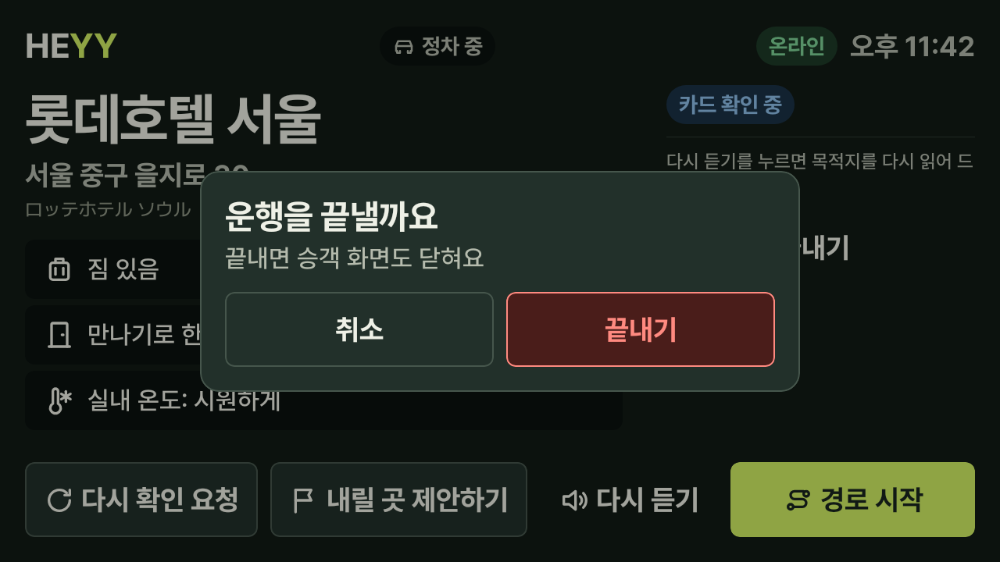 HEYY
정차 중
온라인
오후 11:42
롯데호텔 서울
카드 확인 중
서울 중구 을지로
다시 듣기를 누르면 목적지를 다시 읽어 드
ロッテホテル ソウル
운행을 끝낼까요
끝내면 승객 화면도 닫혀요
취소
끝내기
내기
짐 있음
만나기로 한
실내 온도: 시원하게
다시 확인 요청
내릴 곳 제안하기
다시 듣기
경로 시작